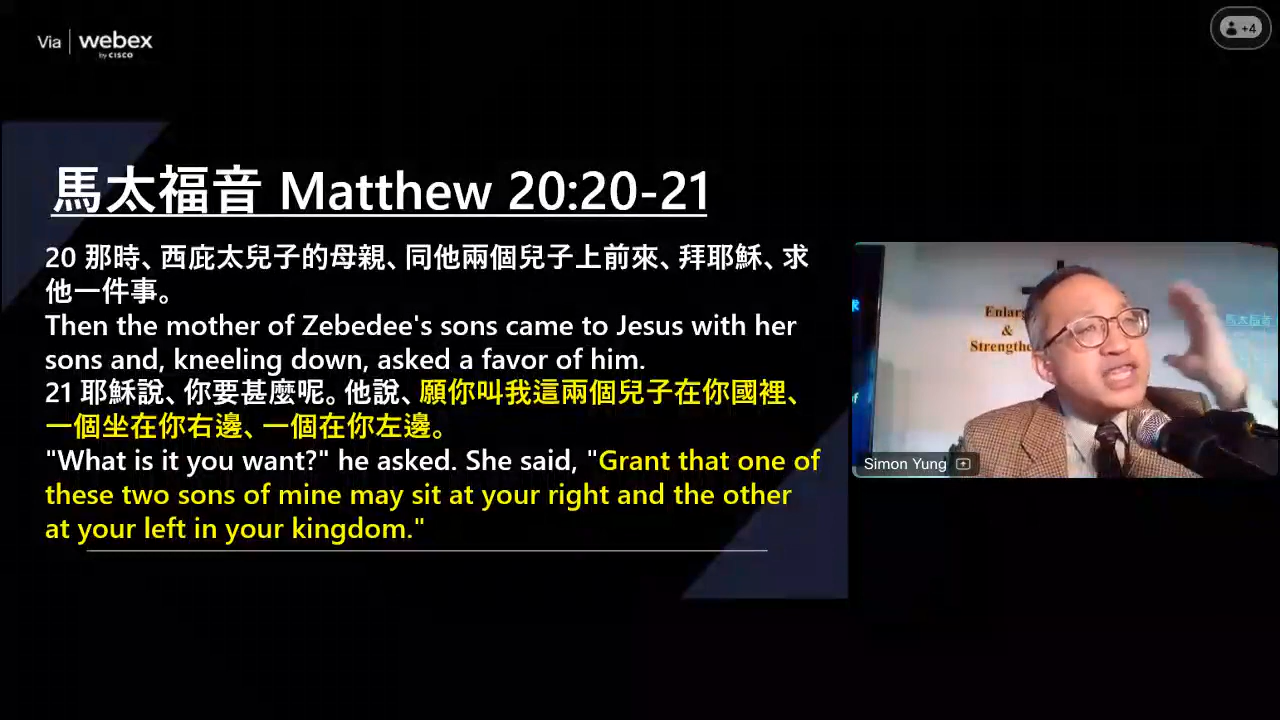 Via webex
by CISCO
+4
馬太福音 Matthew 20:20-21
20 那時、西庇太兒子的母親、同他兩個兒子上前來、拜耶穌、求
他一件事。
Then the mother of Zebedee's sons came to Jesus with her
sons and, kneeling down, asked a favor of him.
21 耶穌說、你要甚麼呢。他說、願你叫我這兩個兒子在你國裡、
一個坐在你右邊、一個在你左邊。
"What is it you want?" he asked. She said, "Grant that one of
these two sons of mine may sit at your right and the other
at your left in your kingdom."
Enlar
&
Strengthe
馬太福音
Simon Yung